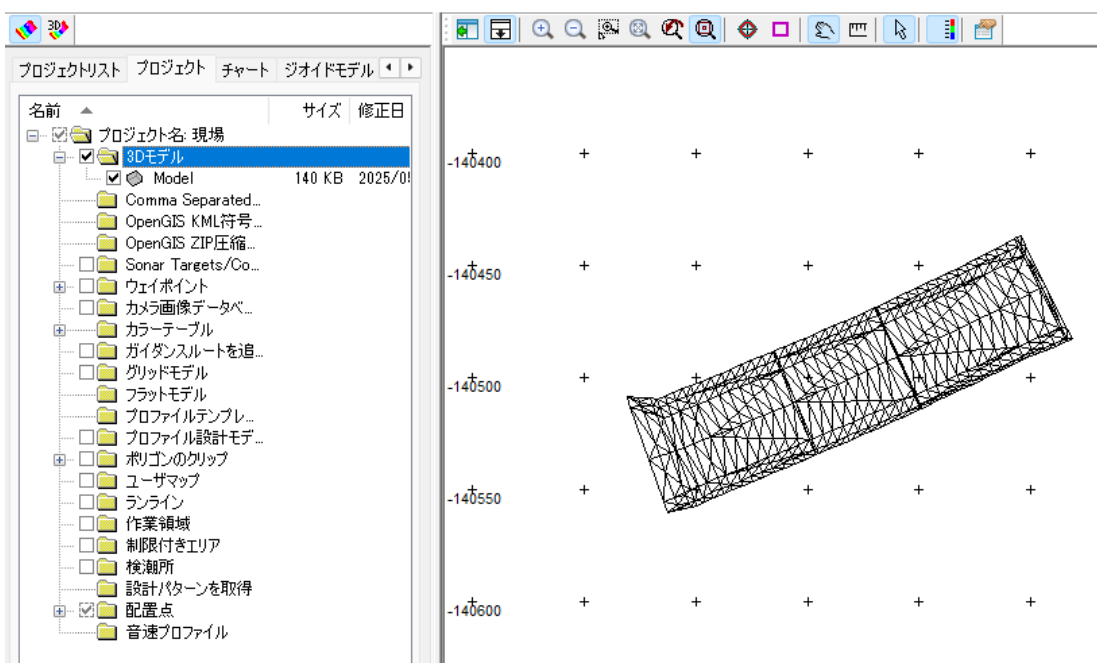 3D
プロジェクトリスト プロジェクト チャート ジオイドモデル
名前 サイズ 修正日
プロジェクト名: 現場
3Dモデル
Model 140 KB 2025/0
Comma Separated...
OpenGIS KML符号...
OpenGIS ZIP圧縮...
Sonar Targets/Co...
ウェイポイント
カメラ画像データベ...
カラーテーブル
ガイダンスルートを追...
グリッドモデル
フラットモデル
プロファイルテンプレ...
プロファイル設計モデ...
ポリゴンのクリップ
ユーザマップ
ランライン
作業領域
制限付きエリア
検潮所
設計パターンを取得
配置点
音速プロファイル
-140400
-140450
-140500
-140550
-140600